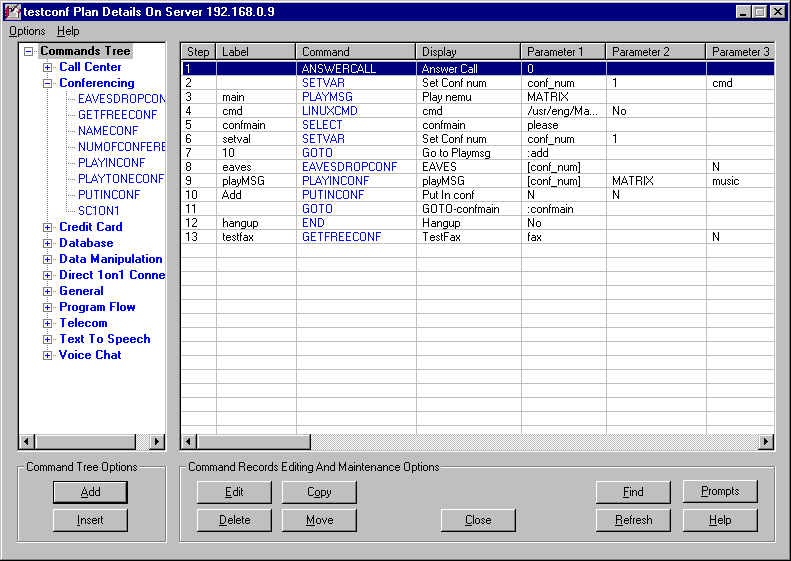 testconf Plan Details On Server 192.168.0.9
Options Help
Commands Tree
Call Center
Conferencing
EAVESDROPCON
GETFREECONF
NAMECONF
NUMOFCONFERE
PLAYINCONF
PLAYTONECONF
PUTINCONF
SC1ON1
Credit Card
Database
Data Manipulation
Direct 1on1 Conne
General
Program Flow
Telecom
Text To Speech
Voice Chat
Step Label Command Display Parameter 1 Parameter 2 Parameter 3
1 ANSWERCALL Answer Call 0
2 SETVAR Set Conf num conf_num 1 cmd
3 main PLAYMSG Play nemu MATRIX
4 cmd LINUXCMD cmd /usr/eng/Ma... No
5 confmain SELECT confmain please
6 setval SETVAR Set Conf num conf_num 1
7 10 GOTO Go to Playmsg :add
8 eaves EAVESDROPCONF EAVES [conf_num] N
9 playMSG PLAYINCONF playMSG [conf_num] MATRIX music
10 Add PUTINCONF Put In conf N N
11 GOTO GOTO-confmain :confmain
12 hangup END Hangup No
13 testfax GETFREECONF TestFax fax N
Command Tree Options
Add
Insert
Command Records Editing And Maintenance Options
Edit Copy Find Prompts
Delete Move Close Refresh Help